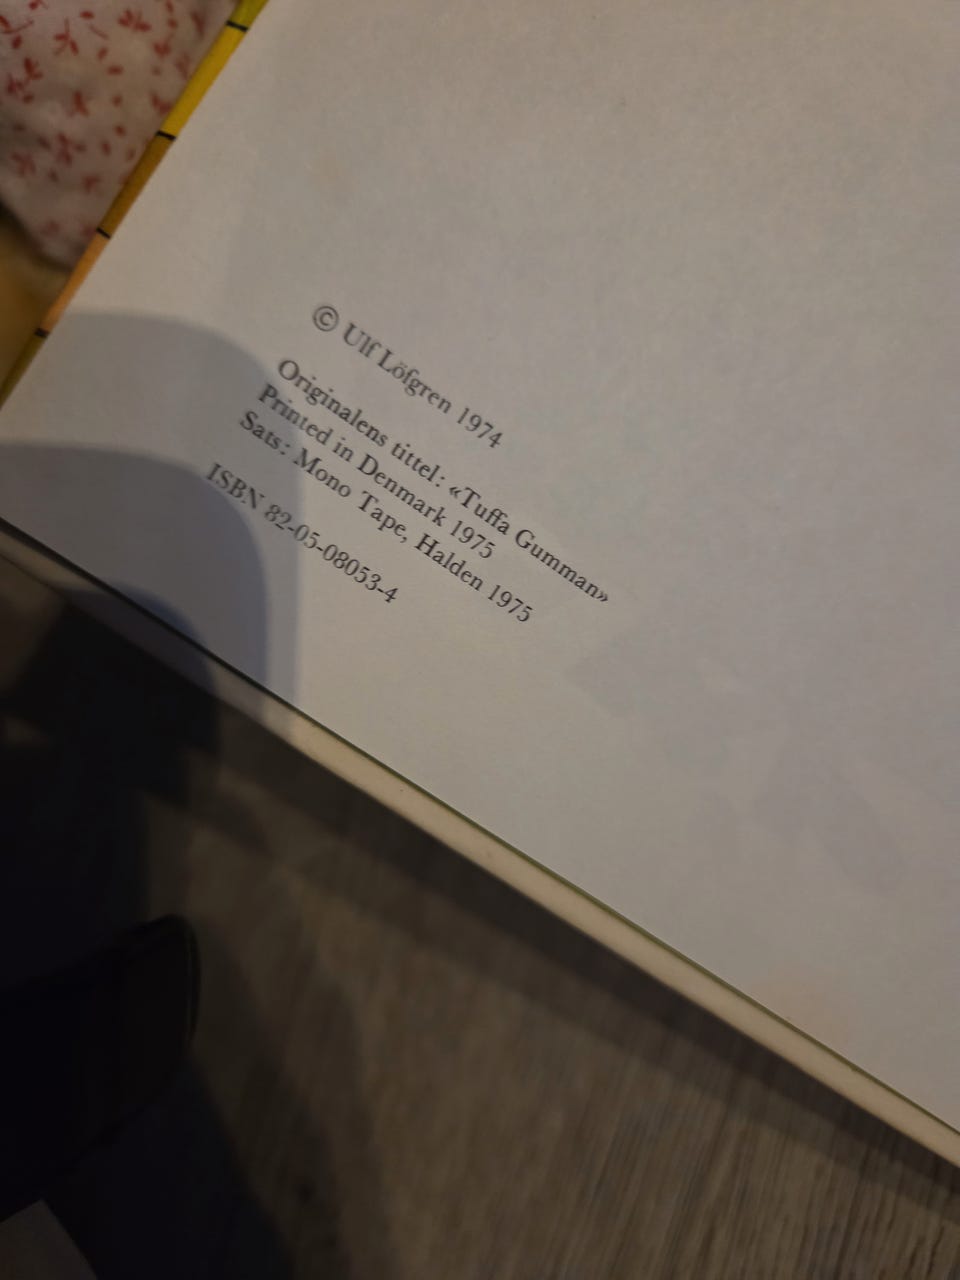 © Ulf Löfgren 1974
Originalens tittel: «Tuffa Gumman»
Printed in Denmark 1975
Sats: Mono Tape, Halden 1975
ISBN 82-05-08053-4